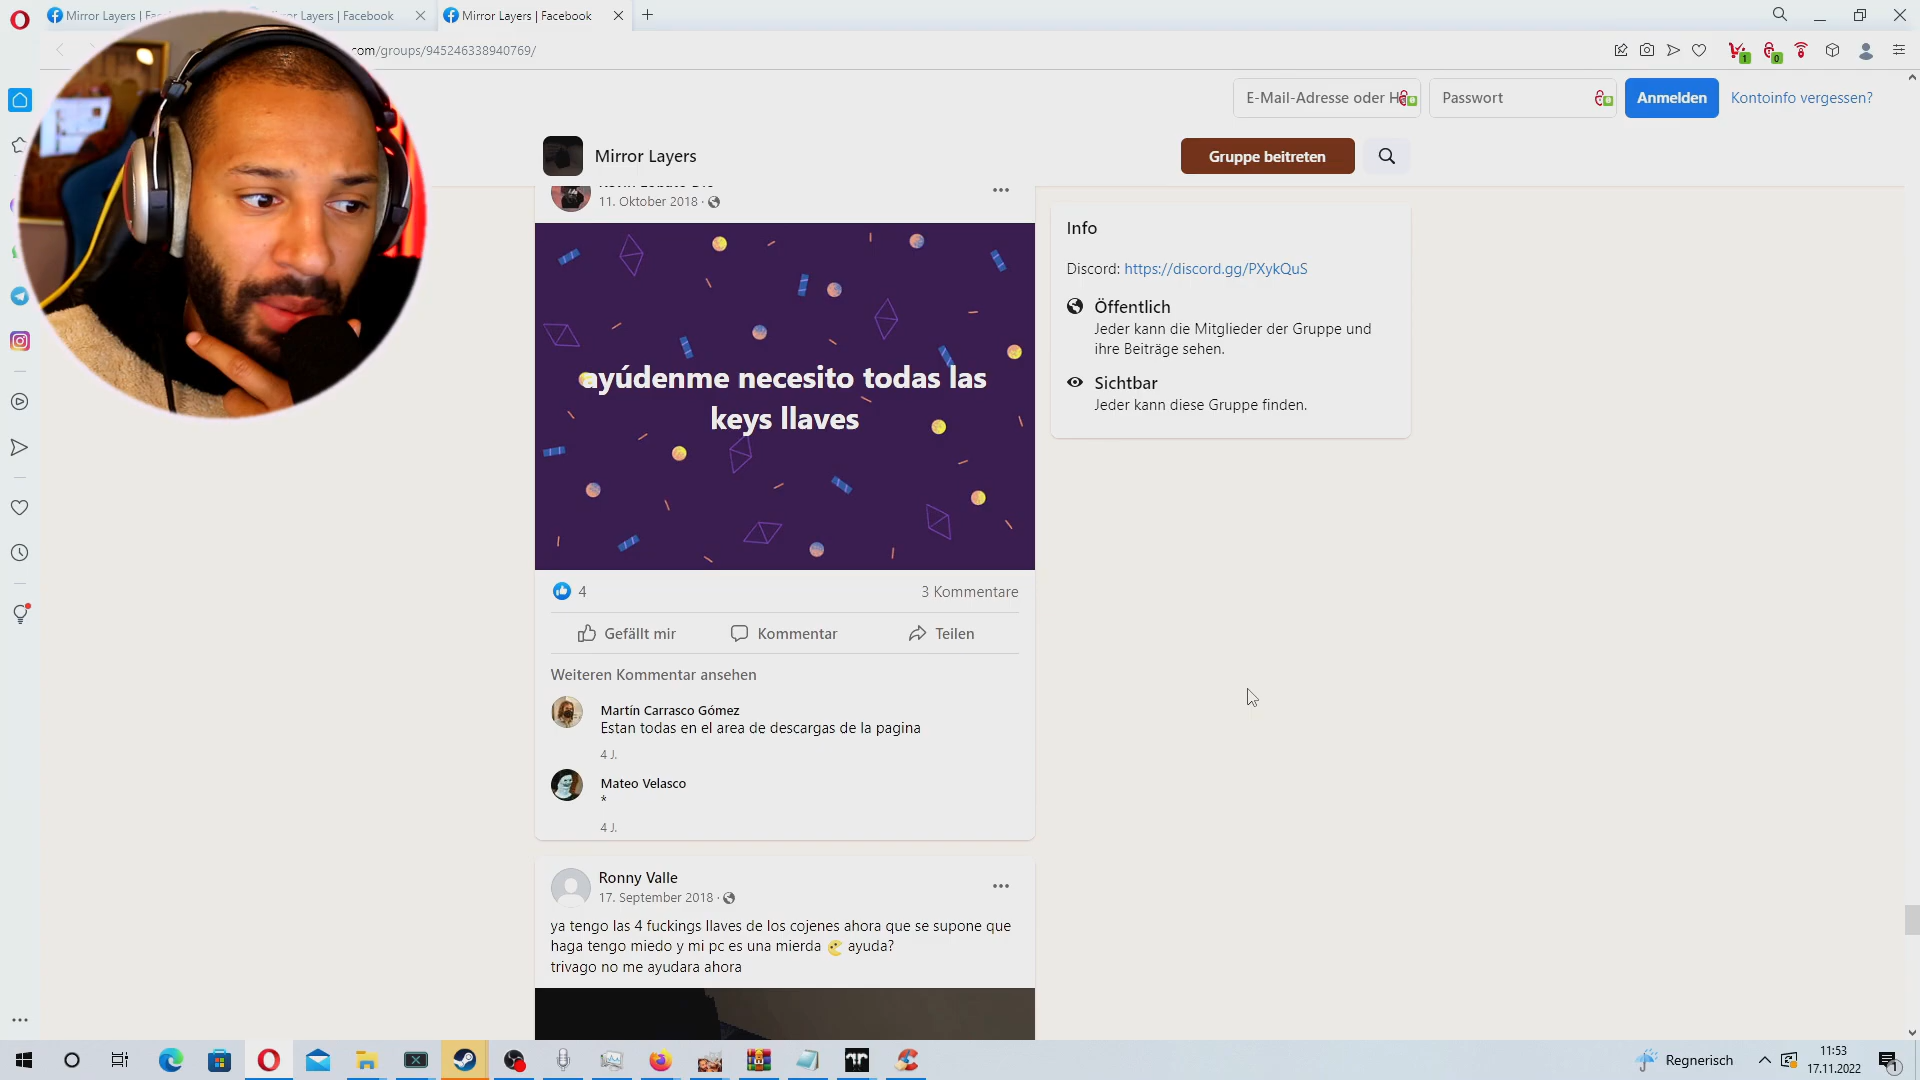 Mirror Layers | Fac
Mirror Layers | Facebook
Mirror Layers | Facebook
.com/groups/945246338940769/
E-Mail-Adresse oder H
Passwort
Anmelden
Kontoinfo vergessen?
Mirror Layers
Gruppe beitreten
11. Oktober 2018 ·
ayúdenme necesito todas las
keys llaves
4
3 Kommentare
Gefällt mir
Kommentar
Teilen
Weiteren Kommentar ansehen
Martín Carrasco Gómez
Estan todas en el area de descargas de la pagina
4 J.
Mateo Velasco
*
4 J.
Ronny Valle
17. September 2018 ·
ya tengo las 4 fuckings llaves de los cojenes ahora que se supone que
haga tengo miedo y mi pc es una mierda ayuda?
trivago no me ayudara ahora
Info
Discord: https://discord.gg/PXykQuS
Öffentlich
Jeder kann die Mitglieder der Gruppe und
ihre Beiträge sehen.
Sichtbar
Jeder kann diese Gruppe finden.
Regnerisch
11:53
17.11.2022